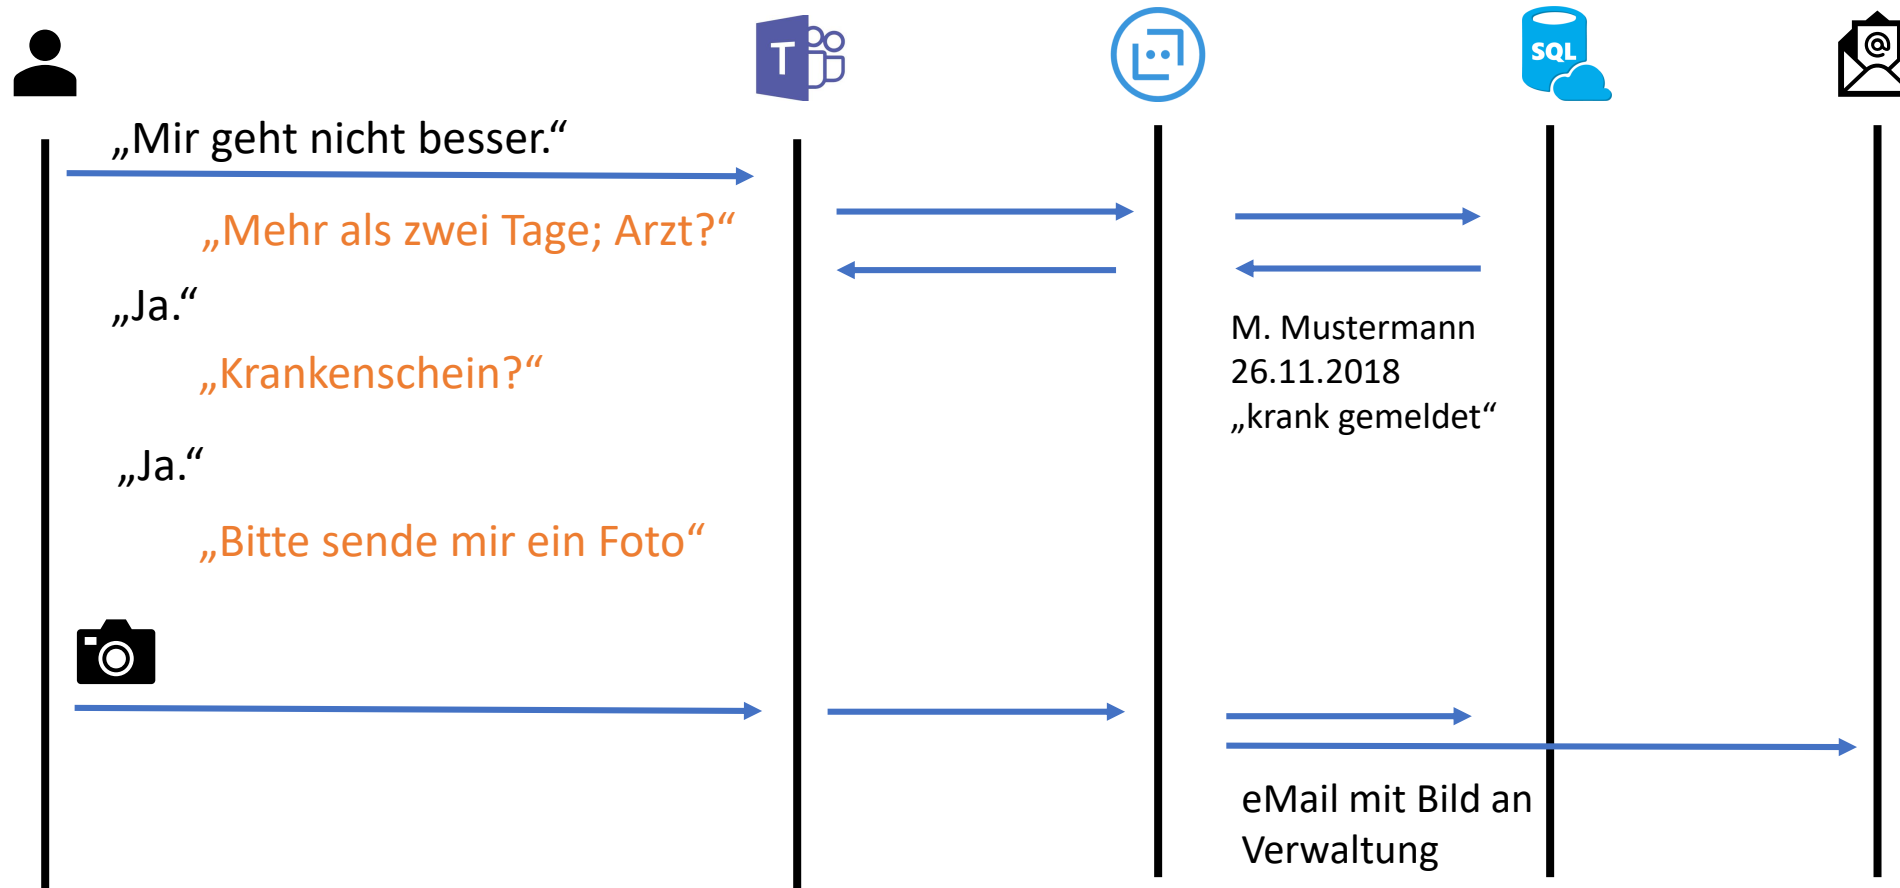 T
SQL
@
„Mir geht nicht besser.“
„Mehr als zwei Tage; Arzt?“
„Ja.“
„Krankenschein?“
„Ja.“
„Bitte sende mir ein Foto“
M. Mustermann
26.11.2018
„krank gemeldet“
eMail mit Bild an
Verwaltung